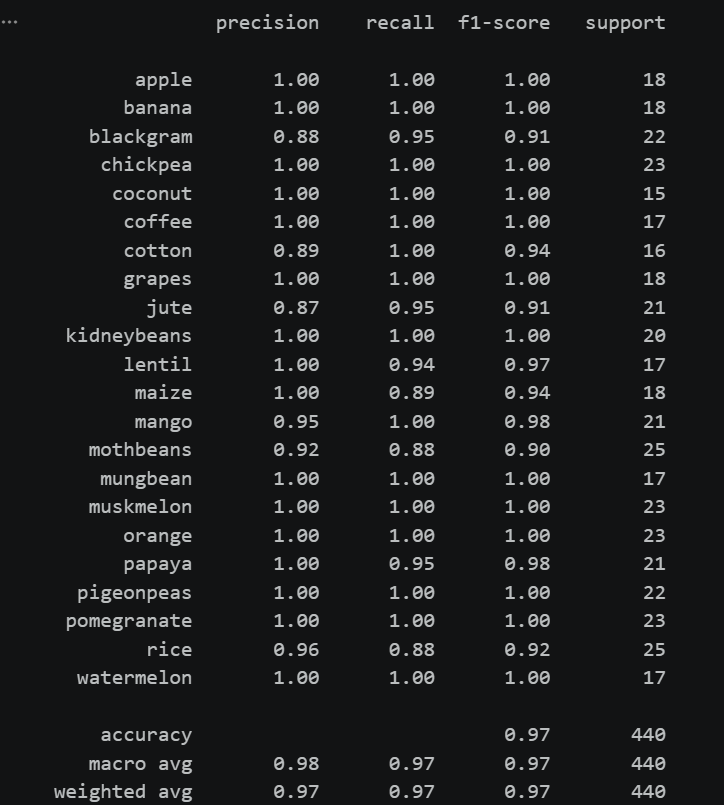 ...
precision recall f1-score support
apple 1.00 1.00 1.00 18
banana 1.00 1.00 1.00 18
blackgram 0.88 0.95 0.91 22
chickpea 1.00 1.00 1.00 23
coconut 1.00 1.00 1.00 15
coffee 1.00 1.00 1.00 17
cotton 0.89 1.00 0.94 16
grapes 1.00 1.00 1.00 18
jute 0.87 0.95 0.91 21
kidneybeans 1.00 1.00 1.00 20
lentil 1.00 0.94 0.97 17
maize 1.00 0.89 0.94 18
mango 0.95 1.00 0.98 21
mothbeans 0.92 0.88 0.90 25
mungbean 1.00 1.00 1.00 17
muskmelon 1.00 1.00 1.00 23
orange 1.00 1.00 1.00 23
papaya 1.00 0.95 0.98 21
pigeonpeas 1.00 1.00 1.00 22
pomegranate 1.00 1.00 1.00 23
rice 0.96 0.88 0.92 25
watermelon 1.00 1.00 1.00 17
accuracy 0.97 440
macro avg 0.98 0.97 0.97 440
weighted avg 0.97 0.97 0.97 440